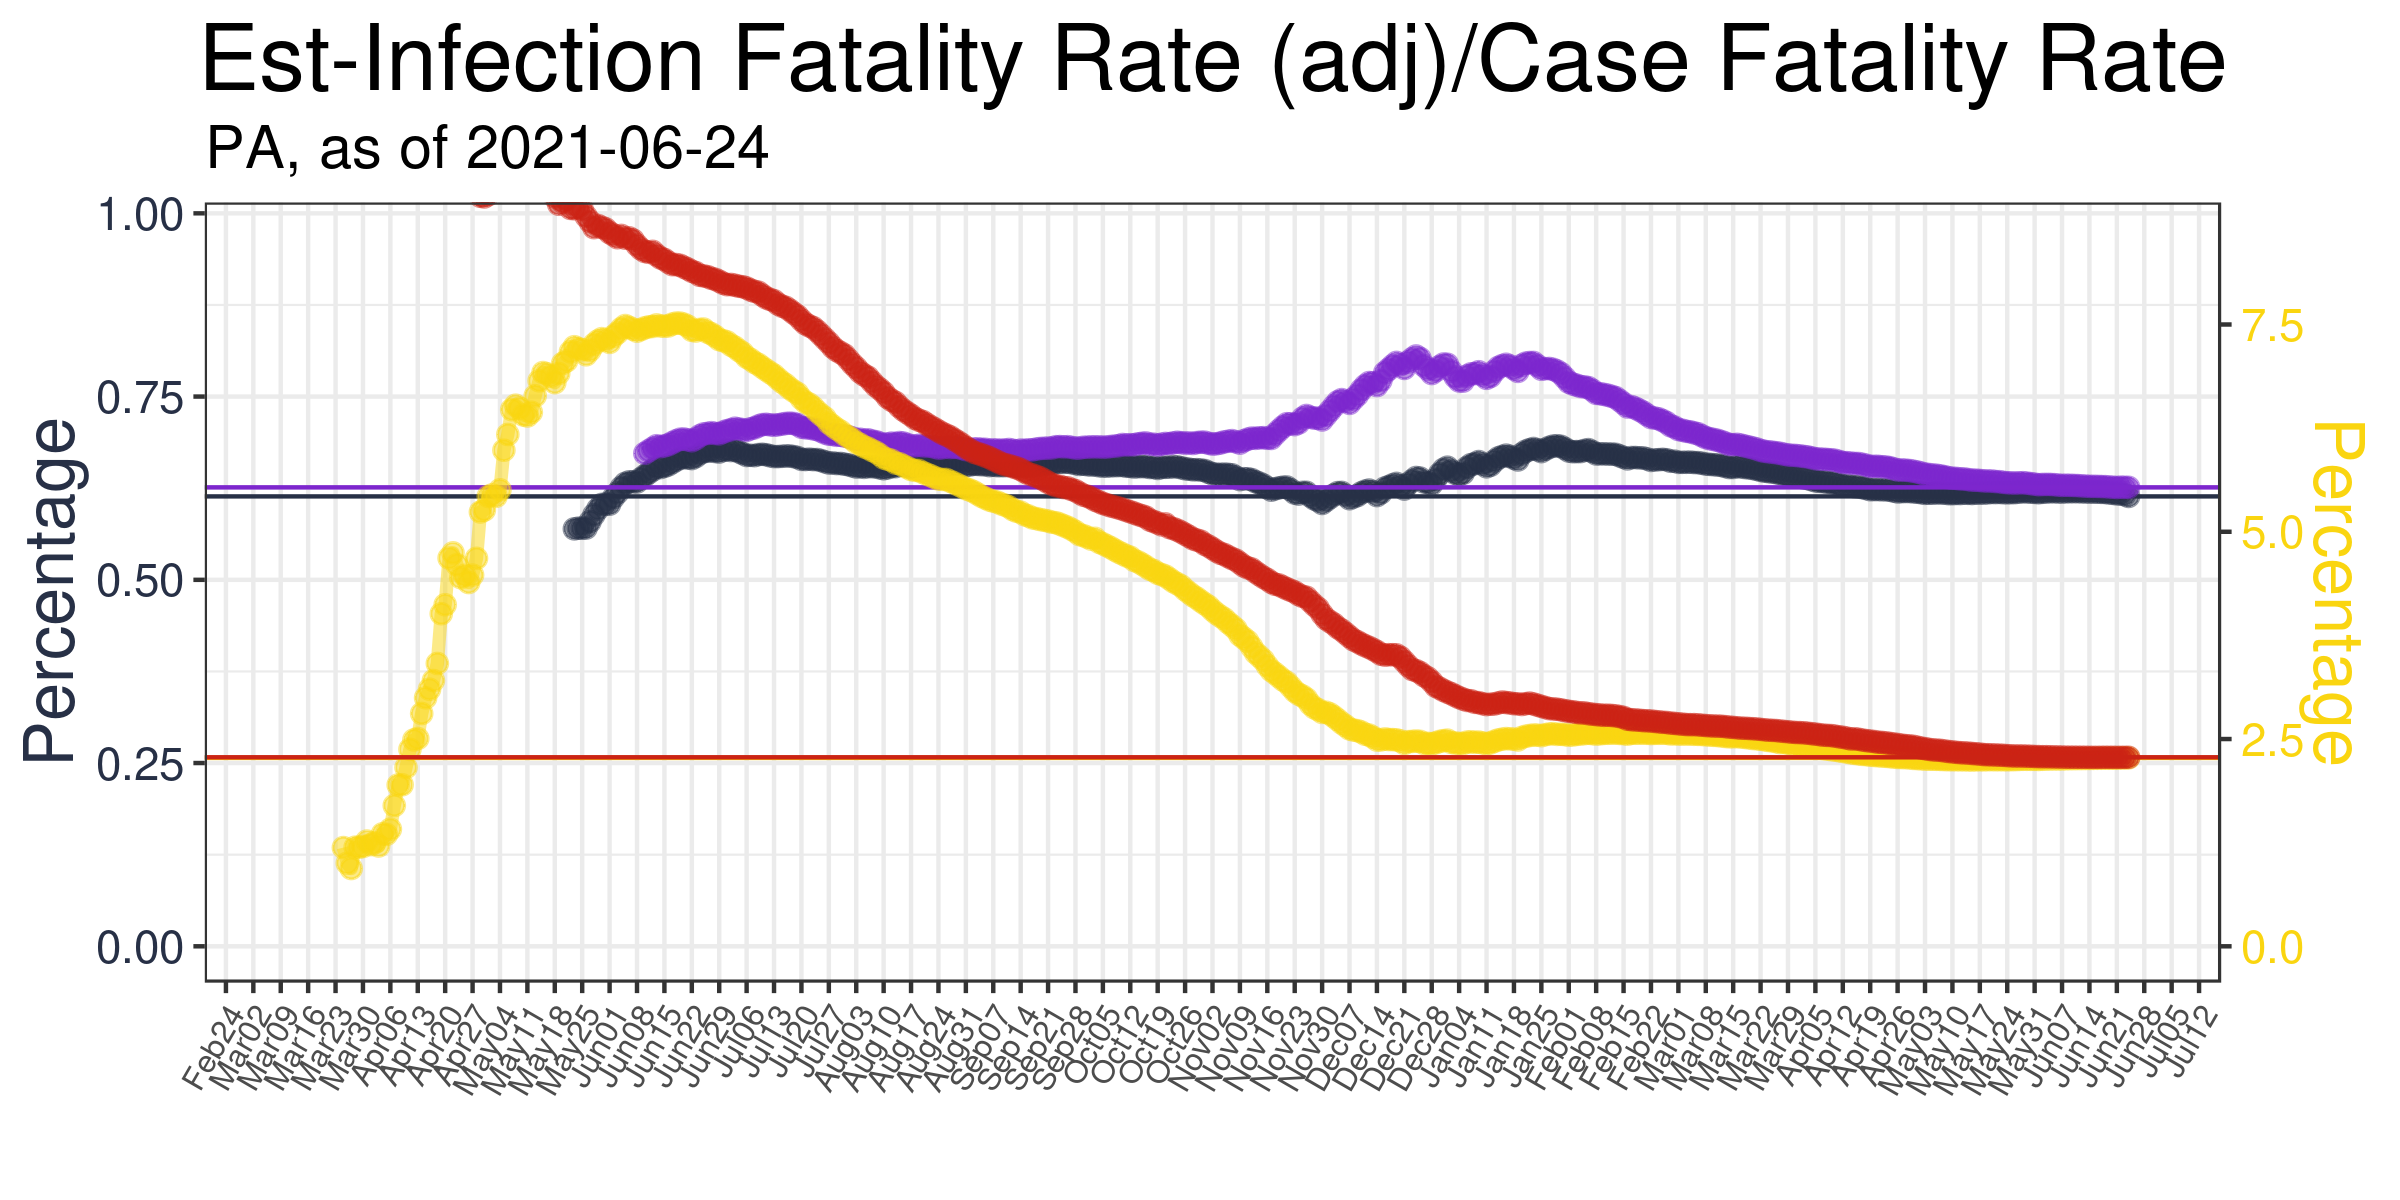 Est-Infection Fatality Rate (adj)/Case Fatality Rate
PA, as of 2021-06-24
Percentage
1.00
0.75
0.50
0.25
0.00
7.5
5.0
2.5
0.0
Percentage
Feb24
Mar02
Mar09
Mar16
Mar23
Mar30
Apr06
Apr13
Apr20
Apr27
May04
May11
May18
May25
Jun01
Jun08
Jun15
Jun22
Jun29
Jul06
Jul13
Jul20
Jul27
Aug03
Aug10
Aug17
Aug24
Aug31
Sep07
Sep14
Sep21
Sep28
Oct05
Oct12
Oct19
Oct26
Nov02
Nov09
Nov16
Nov23
Nov30
Dec07
Dec14
Dec21
Dec28
Jan04
Jan11
Jan18
Jan25
Feb01
Feb08
Feb15
Feb22
Mar01
Mar08
Mar15
Mar22
Mar29
Apr05
Apr12
Apr19
Apr26
May03
May10
May17
May24
May31
Jun07
Jun14
Jun21
Jun28
Jul05
Jul12